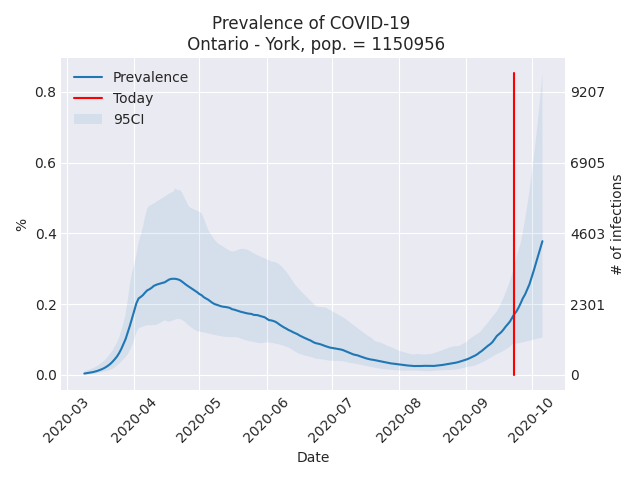 Prevalence of COVID-19
Ontario - York, pop. = 1150956
Prevalence
Today
95CI
%
0.8
0.6
0.4
0.2
0.0
9207
6905
4603
2301
0
# of infections
2020-03
2020-04
2020-05
2020-06
2020-07
2020-08
2020-09
2020-10
Date